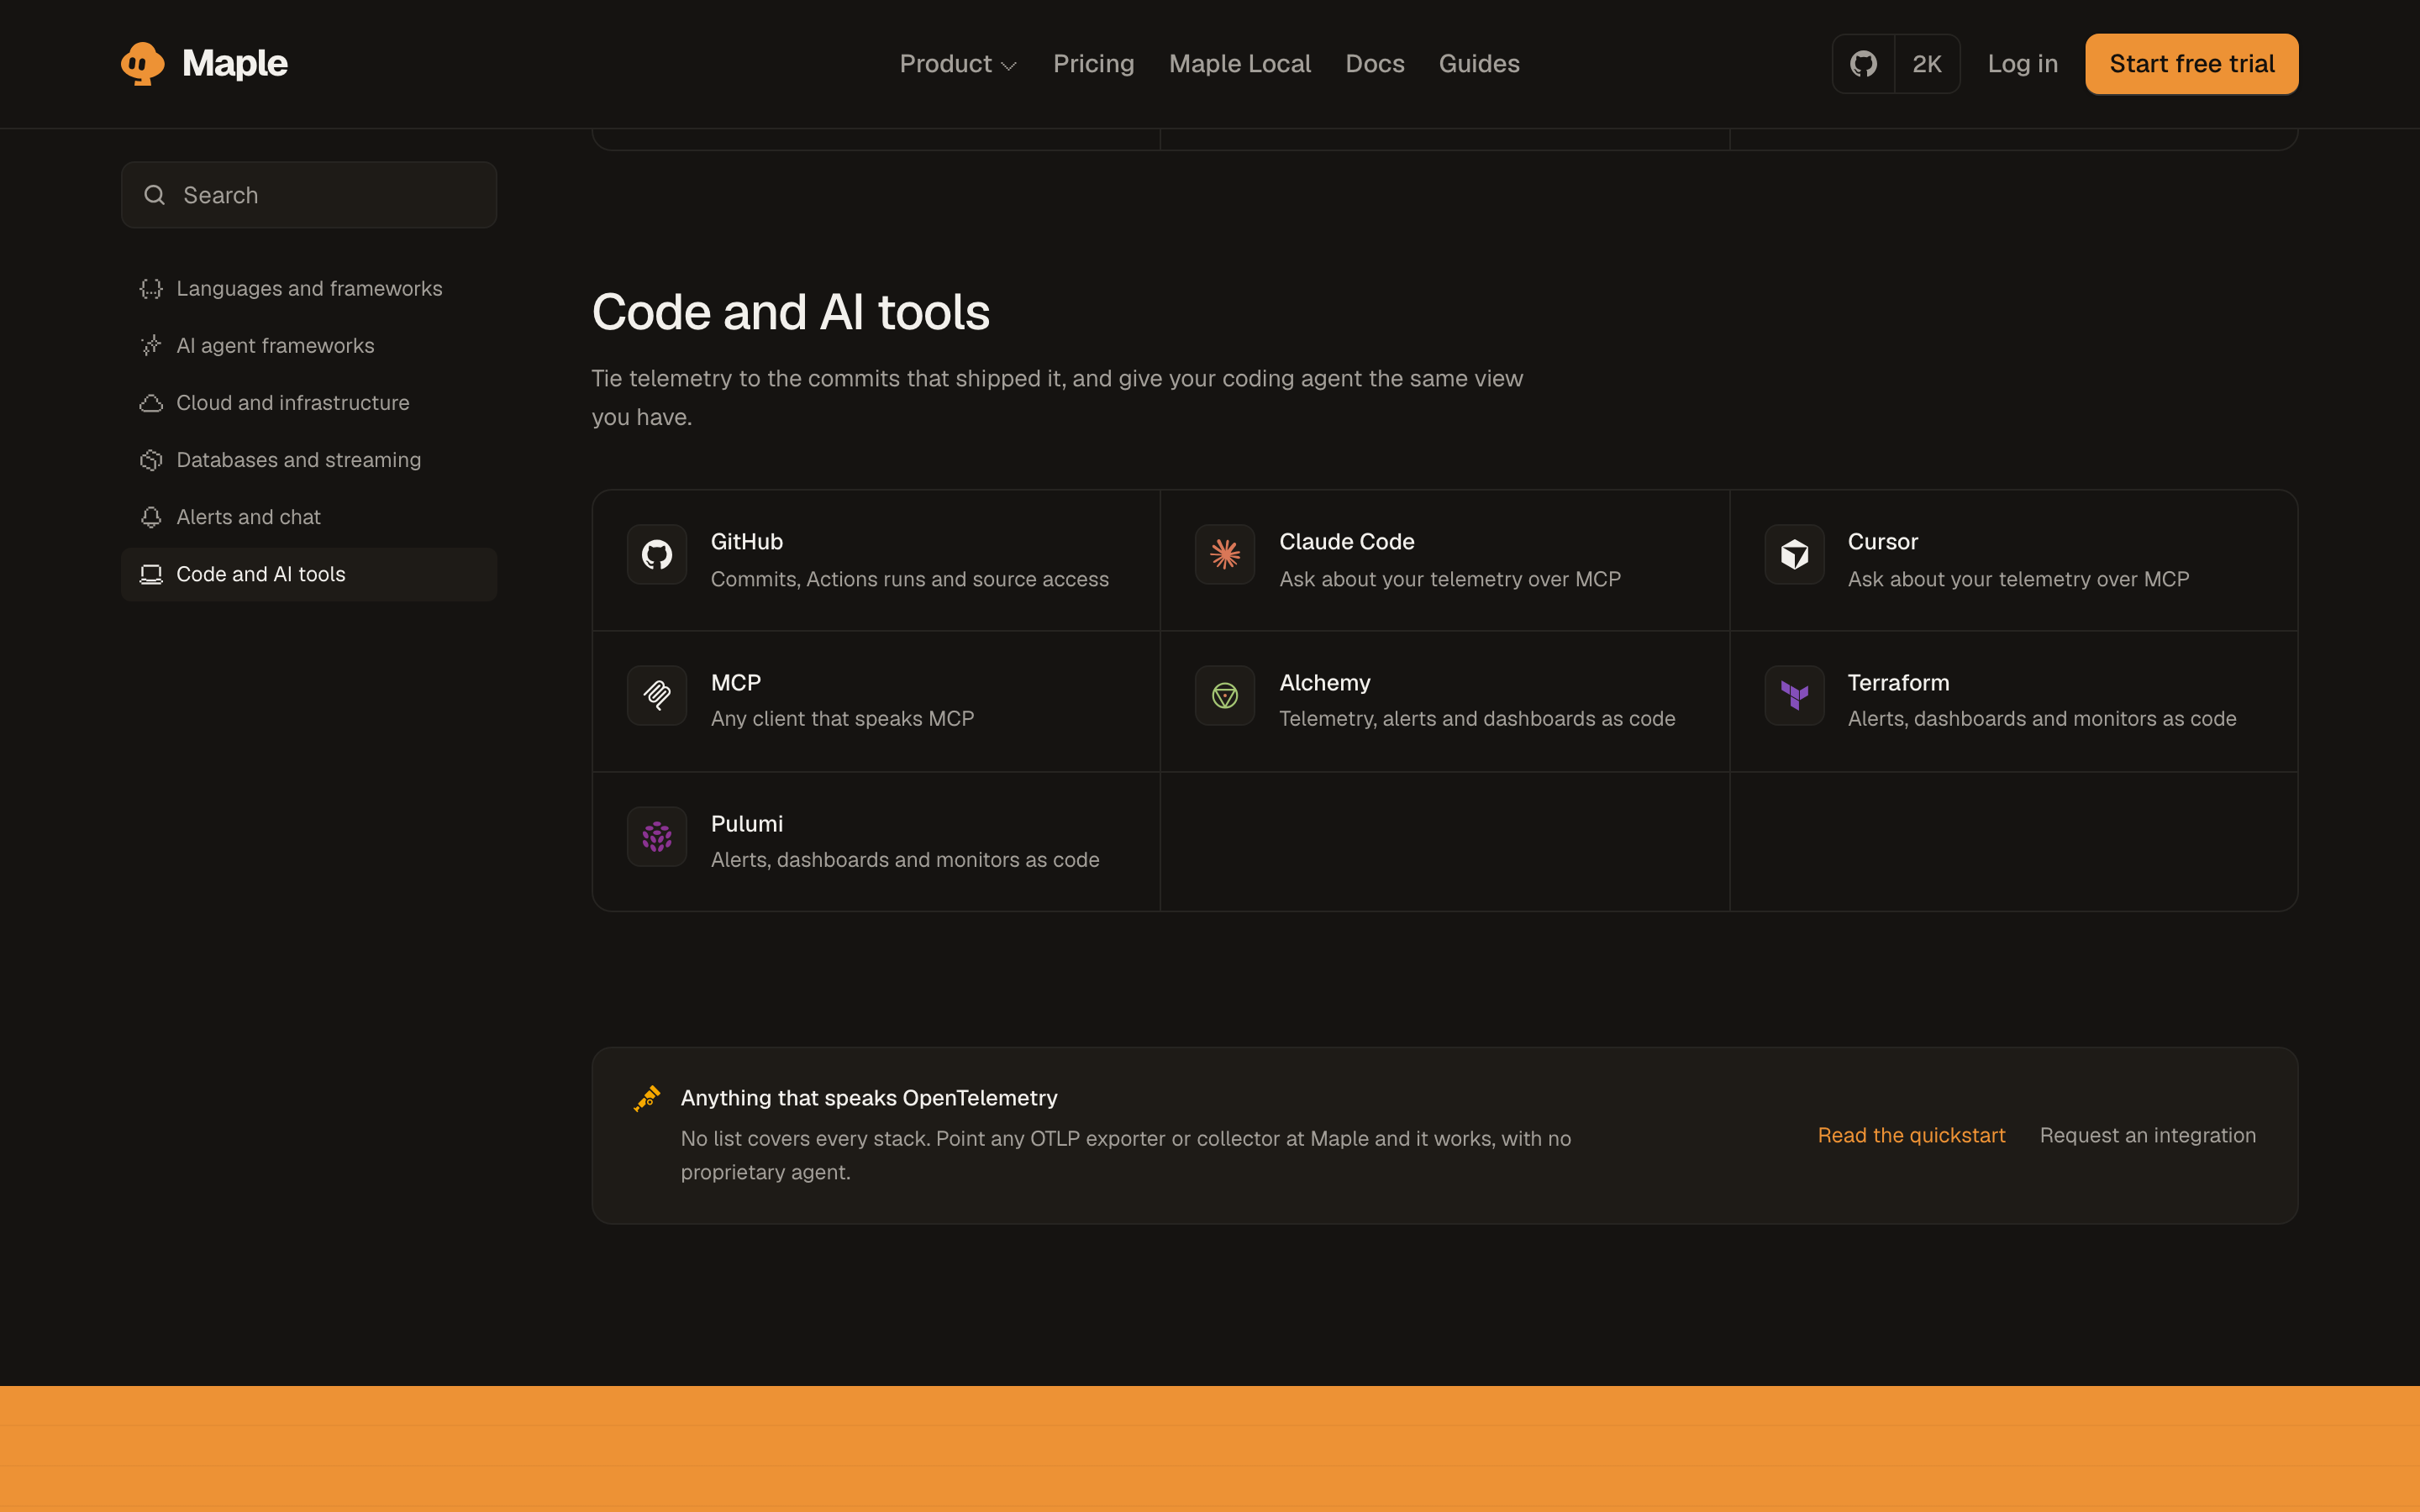 Maple
Product
Pricing
Maple Local
Docs
Guides
2K
Log in
Start free trial
Search
Languages and frameworks
AI agent frameworks
Cloud and infrastructure
Databases and streaming
Alerts and chat
Code and AI tools
Code and AI tools
Tie telemetry to the commits that shipped it, and give your coding agent the same view
you have.
GitHub
Commits, Actions runs and source access
Claude Code
Ask about your telemetry over MCP
Cursor
Ask about your telemetry over MCP
MCP
Any client that speaks MCP
Alchemy
Telemetry, alerts and dashboards as code
Terraform
Alerts, dashboards and monitors as code
Pulumi
Alerts, dashboards and monitors as code
Anything that speaks OpenTelemetry
No list covers every stack. Point any OTLP exporter or collector at Maple and it works, with no
proprietary agent.
Read the quickstart
Request an integration